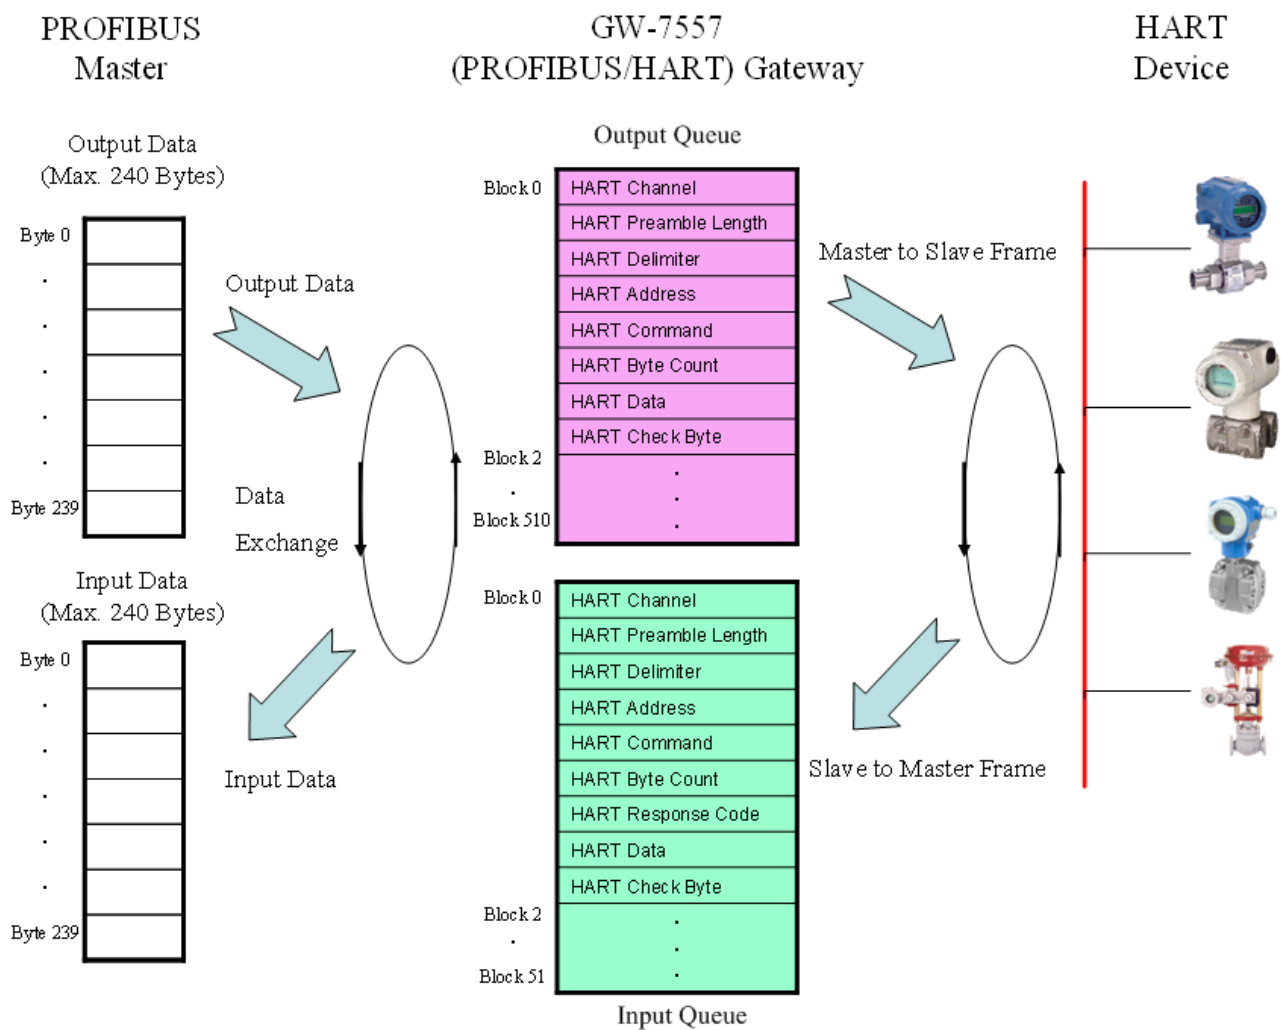 PROFIBUS
Master
GW-7557
(PROFIBUS/HART) Gateway
HART
Device
Output Data
(Max. 240 Bytes)
Byte 0
Byte 239
Output Data
Data
Exchange
Input Data
(Max. 240 Bytes)
Byte 0
Byte 239
Input Data
Output Queue
Block 0
HART Channel
HART Preamble Length
HART Delimiter
HART Address
HART Command
HART Byte Count
HART Data
HART Check Byte
Block 2
Block 510
Block 0
HART Channel
HART Preamble Length
HART Delimiter
HART Address
HART Command
HART Byte Count
HART Response Code
HART Data
HART Check Byte
Block 2
Block 51
Input Queue
Master to Slave Frame
Slave to Master Frame